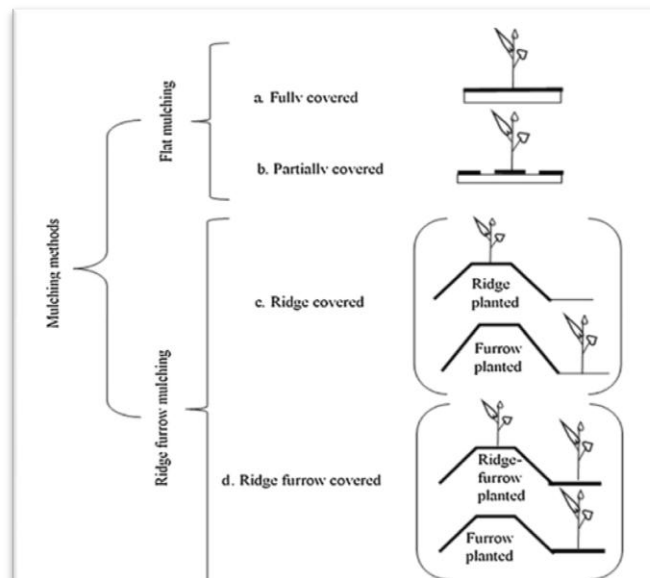 Mulching methods
Flat mulching
a. Fully covered
b. Partially covered
Ridge furrow mulching
c. Ridge covered
Ridge
planted
Furrow
planted
d. Ridge furrow covered
Ridge-
furrow
planted
Furrow
planted